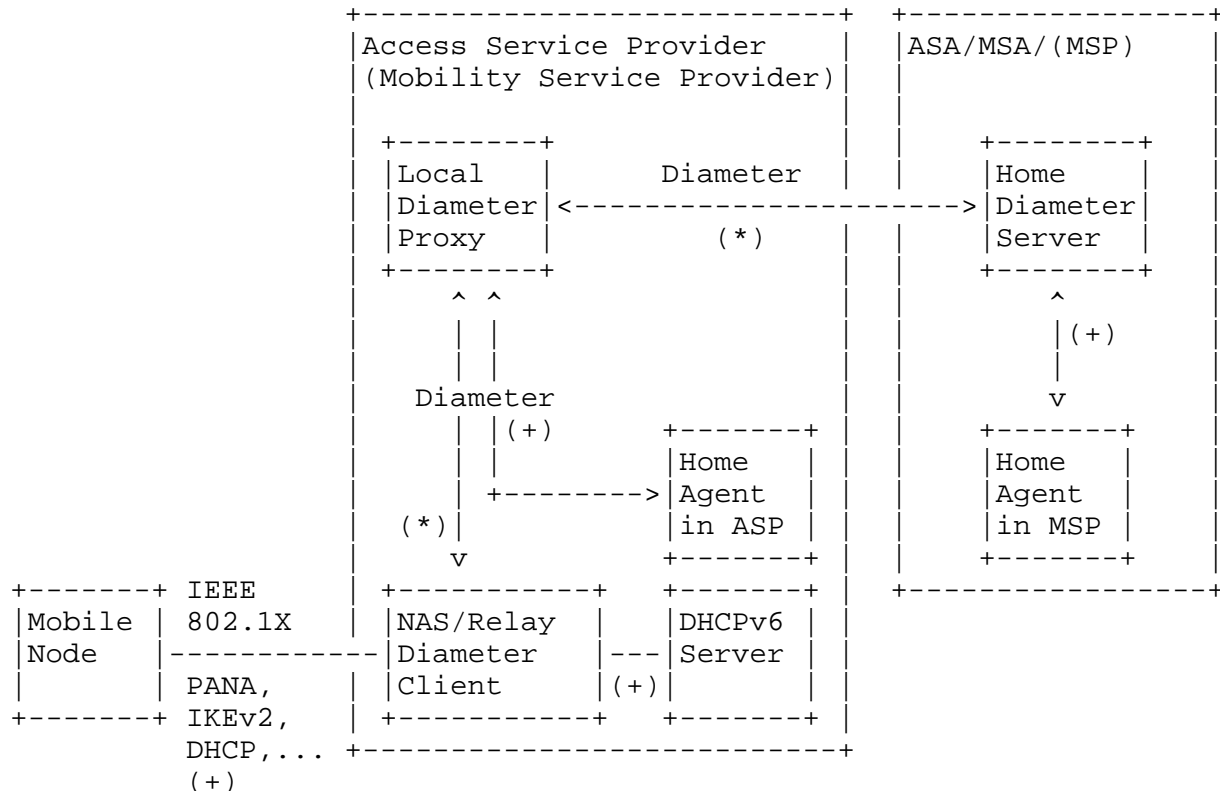 Access Service Provider
(Mobility Service Provider)
ASA/MSA/(MSP)
Local
Diameter
Proxy
Diameter
(*)
Home
Diameter
Server
(+)
Diameter
(+)
(*)
Home
Agent
in ASP
Home
Agent
in MSP
Mobile
Node
IEEE
802.1X
PANA,
IKEv2,
DHCP,...
(+)
NAS/Relay
Diameter
Client
(+)
DHCPv6
Server